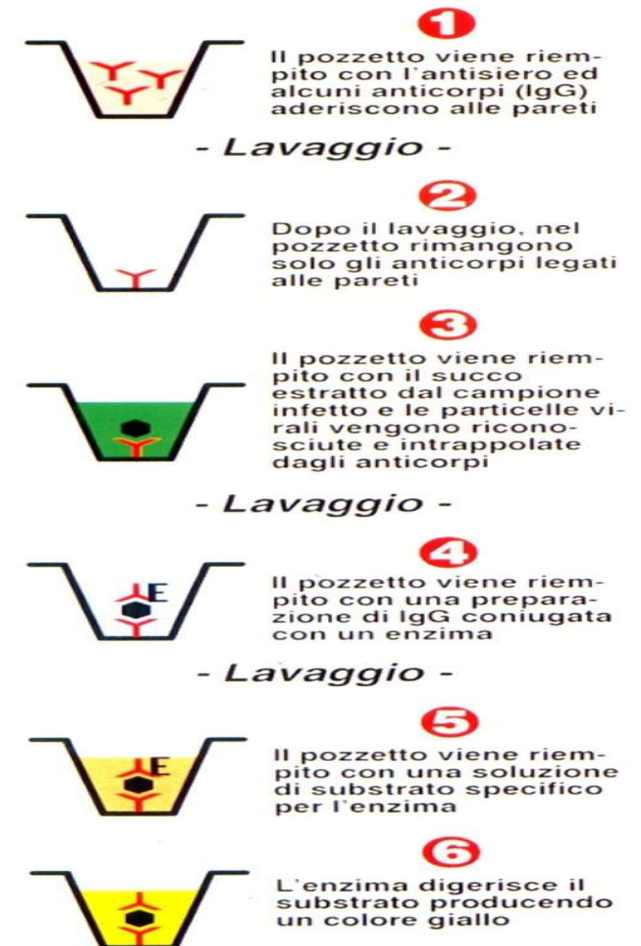 1
Il pozzetto viene riem-
pito con l'antisiero ed
alcuni anticorpi (IgG)
aderiscono alle pareti
- Lavaggio -
2
Dopo il lavaggio, nel
pozzetto rimangono
solo gli anticorpi legati
alle pareti
3
Il pozzetto viene riem-
pito con il succo
estratto dal campione
infetto e le particelle vi-
rali vengono ricono-
sciute e intrappolate
dagli anticorpi
- Lavaggio -
4
E
Il pozzetto viene riem-
pito con una prepara-
zione di IgG coniugata
con un enzima
- Lavaggio -
5
E
Il pozzetto viene riem-
pito con una soluzione
di substrato specifico
per l'enzima
6
L'enzima digerisce il
substrato producendo
un colore giallo